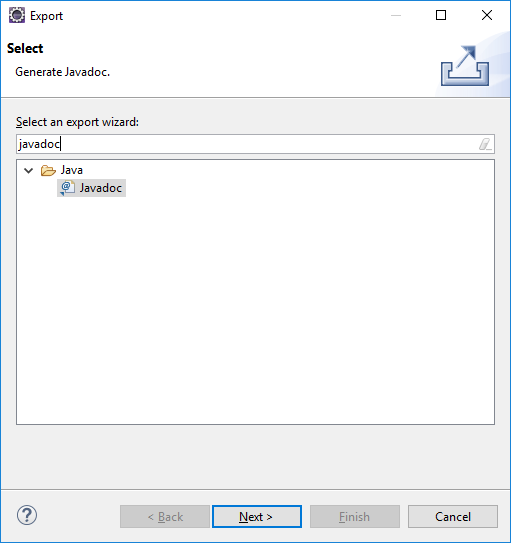 Export
Select
Generate Javadoc.
Select an export wizard:
javadoc
Java
Javadoc
? < Back Next > Finish Cancel